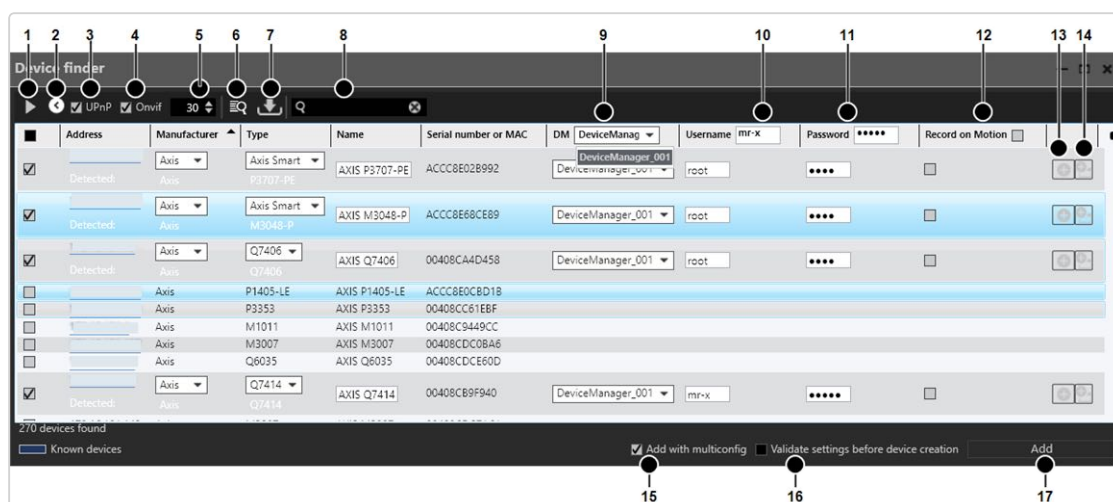 1 2 3 4 5 6 7 8 9 10 11 12 13 14
Device finder
UPnP Onvif 30
Address Manufacturer Type Name Serial number or MAC DM DeviceManag Username mr-x Password ••••• Record on Motion
DeviceManager_001
Axis Axis Smart AXIS P3707-PE ACCC8E02B992 DeviceManager_001 root ••••
Detected: Axis P3707-PE
Axis Axis Smart AXIS M3048-P ACCC8E68CE89 DeviceManager_001 root ••••
Detected: Axis M3048-P
Axis Q7406 AXIS Q7406 00408CA4D458 DeviceManager_001 root ••••
Detected: Axis Q7406
Axis P1405-LE AXIS P1405-LE ACCC8E0CBD1B
Axis P3353 AXIS P3353 00408CC61EBF
Axis M1011 AXIS M1011 00408C9449CC
Axis M3007 AXIS M3007 00408CDC0BA6
Axis Q6035 AXIS Q6035 00408CDCE60D
Axis Q7414 AXIS Q7414 00408CB9F940 DeviceManager_001 mr-x •••••
Detected: Axis Q7414
270 devices found
Known devices Add with multiconfig Validate settings before device creation Add
15 16 17